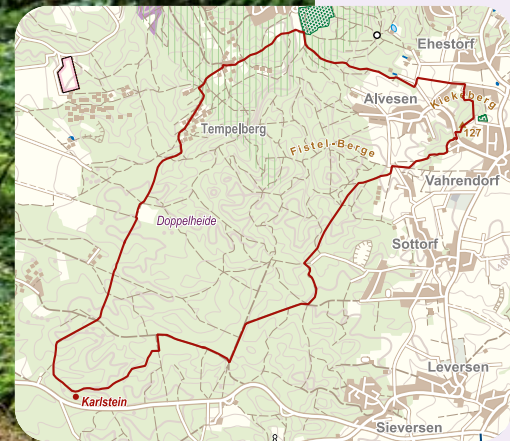 Ehestorf
Alvesen
Kiekeberg
127
Tempelberg
Fistel-Berge
Vahrendorf
Doppelheide
Sottorf
Leversen
Karlstein
Sieversen